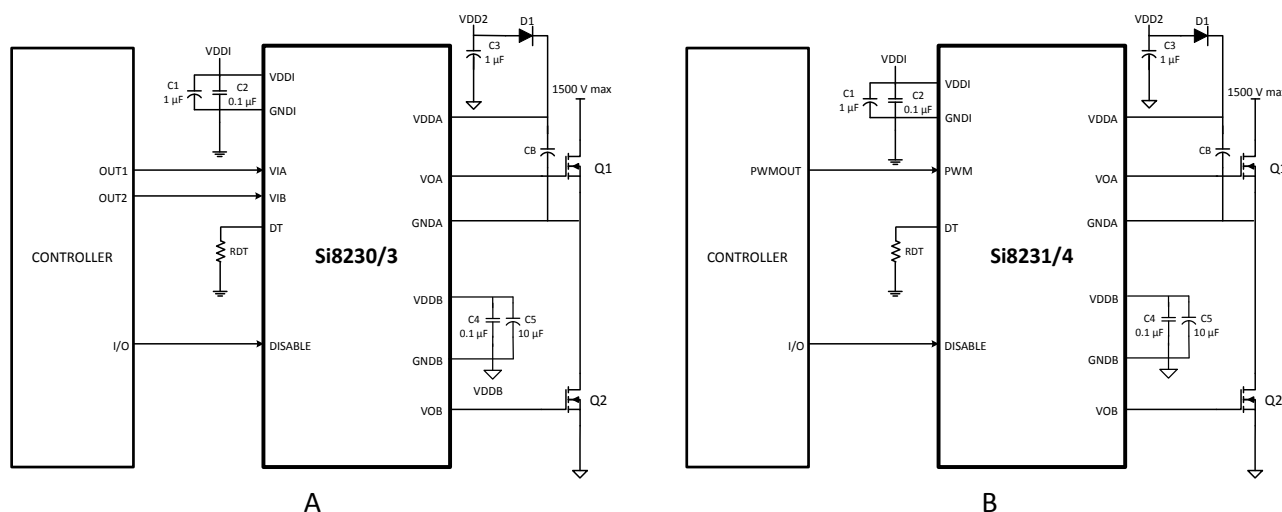 VDD2
D1
VDDI
C3
1 µF
C1
1 µF
C2
0.1 µF
VDDI
GNDI
1500 V max
VDDA
CB
OUT1
VIA
VOA
Q1
OUT2
VIB
GNDA
DT
CONTROLLER
RDT
Si8230/3
VDDB
C4
0.1 µF
C5
10 µF
I/O
DISABLE
GNDB
VDDB
VOB
Q2
A
VDD2
D1
VDDI
C3
1 µF
C1
1 µF
C2
0.1 µF
VDDI
GNDI
1500 V max
VDDA
CB
PWMOUT
PWM
VOA
Q1
GNDA
DT
CONTROLLER
RDT
Si8231/4
VDDB
C4
0.1 µF
C5
10 µF
I/O
DISABLE
GNDB
VOB
Q2
B